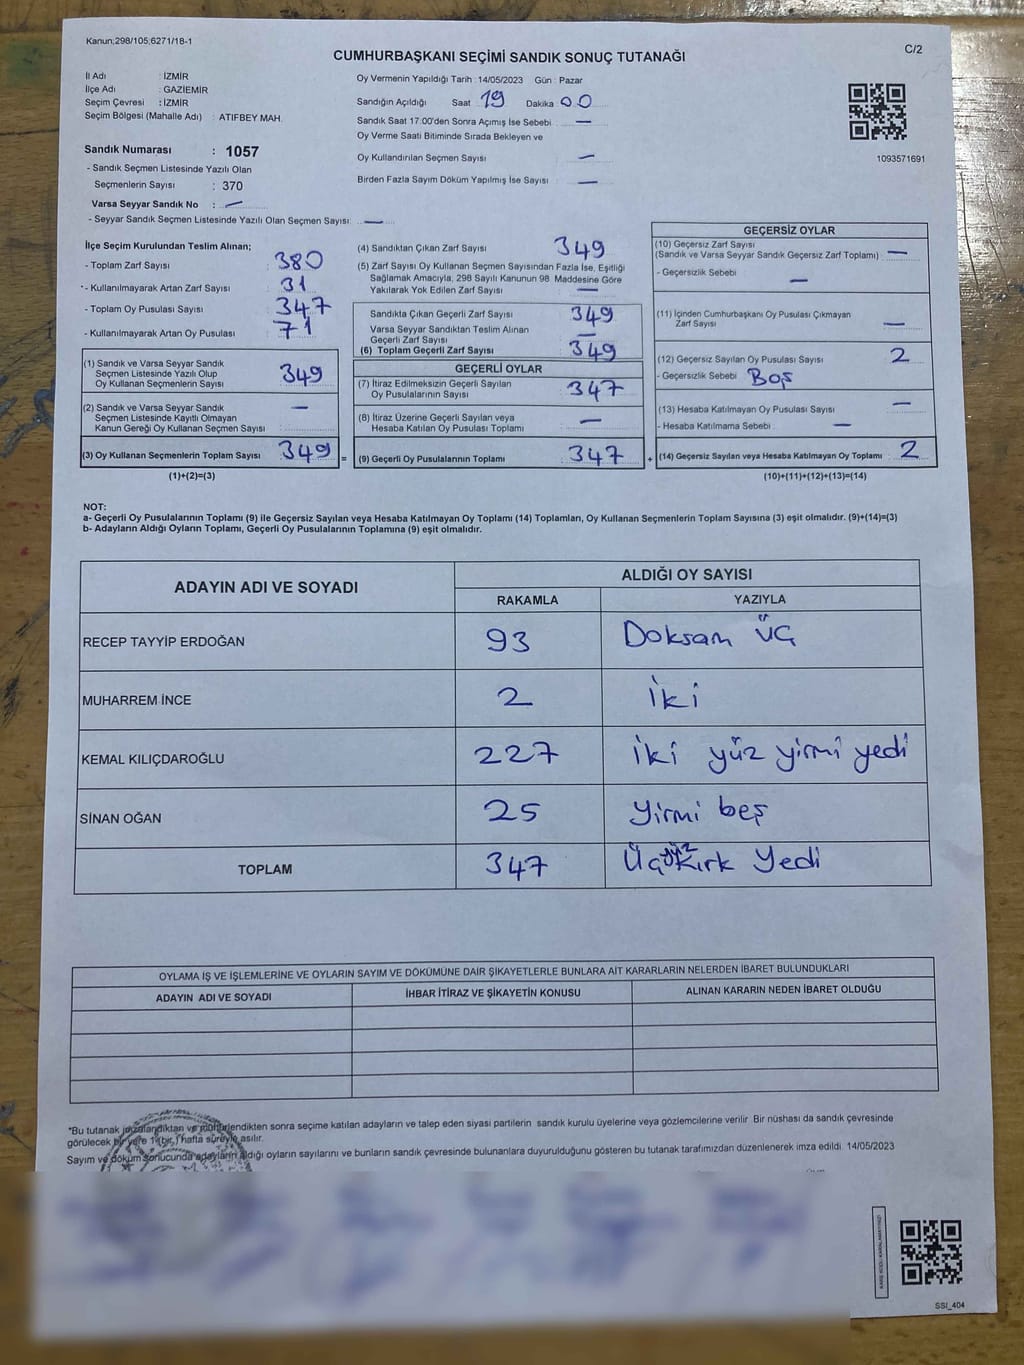 Kanun;298/105;6271/18-1
C/2
CUMHURBAŞKANI SEÇİMİ SANDIK SONUÇ TUTANAĞI
İl Adı : İZMİR
İlçe Adı : GAZİEMİR
Seçim Çevresi : İZMİR
Seçim Bölgesi (Mahalle Adı) : ATIFBEY MAH.
Sandık Numarası : 1057
- Sandık Seçmen Listesinde Yazılı Olan
Seçmenlerin Sayısı : 370
Varsa Seyyar Sandık No : —
- Seyyar Sandık Seçmen Listesinde Yazılı Olan Seçmen Sayısı: —
Oy Vermenin Yapıldığı Tarih : 14/05/2023 Gün : Pazar
Sandığın Açıldığı Saat 19 Dakika 00
Sandık Saat 17:00'den Sonra Açımış İse Sebebi —
Oy Verme Saati Bitiminde Sırada Bekleyen ve
Oy Kullandırılan Seçmen Sayısı —
Birden Fazla Sayım Döküm Yapılmış İse Sayısı —
1093571691
İlçe Seçim Kurulundan Teslim Alınan;
- Toplam Zarf Sayısı : 380
- Kullanılmayarak Artan Zarf Sayısı : 31
- Toplam Oy Pusulası Sayısı : 347
- Kullanılmayarak Artan Oy Pusulası : 71
(1) Sandık ve Varsa Seyyar Sandık
Seçmen Listesinde Yazılı Olup
Oy Kullanan Seçmenlerin Sayısı 349
(2) Sandık ve Varsa Seyyar Sandık
Seçmen Listesinde Kayıtlı Olmayan
Kanun Gereği Oy Kullanan Seçmen Sayısı —
(3) Oy Kullanan Seçmenlerin Toplam Sayısı 349 =
(1)+(2)=(3)
(4) Sandıktan Çıkan Zarf Sayısı 349
(5) Zarf Sayısı Oy Kullanan Seçmen Sayısından Fazla İse, Eşitliği
Sağlamak Amacıyla, 298 Sayılı Kanunun 98. Maddesine Göre
Yakılarak Yok Edilen Zarf Sayısı —
Sandıkta Çıkan Geçerli Zarf Sayısı 349
Varsa Seyyar Sandıktan Teslim Alınan
Geçerli Zarf Sayısı —
(6) Toplam Geçerli Zarf Sayısı 349
GEÇERLİ OYLAR
(7) İtiraz Edilmeksizin Geçerli Sayılan
Oy Pusulalarının Sayısı 347
(8) İtiraz Üzerine Geçerli Sayılan veya
Hesaba Katılan Oy Pusulası Toplamı —
(9) Geçerli Oy Pusulalarının Toplamı 347 +
GEÇERSİZ OYLAR
(10) Geçersiz Zarf Sayısı
(Sandık ve Varsa Seyyar Sandık Geçersiz Zarf Toplamı) —
- Geçersizlik Sebebi —
(11) İçinden Cumhurbaşkanı Oy Pusulası Çıkmayan
Zarf Sayısı —
(12) Geçersiz Sayılan Oy Pusulası Sayısı 2
- Geçersizlik Sebebi Boş
(13) Hesaba Katılmayan Oy Pusulası Sayısı —
- Hesaba Katılmama Sebebi —
(14) Geçersiz Sayılan veya Hesaba Katılmayan Oy Toplamı 2
(10)+(11)+(12)+(13)=(14)
NOT:
a- Geçerli Oy Pusulalarının Toplamı (9) ile Geçersiz Sayılan veya Hesaba Katılmayan Oy Toplamı (14) Toplamları, Oy Kullanan Seçmenlerin Toplam Sayısına (3) eşit olmalıdır. (9)+(14)=(3)
b- Adayların Aldığı Oyların Toplamı, Geçerli Oy Pusulalarının Toplamına (9) eşit olmalıdır.
ADAYIN ADI VE SOYADI
ALDIĞI OY SAYISI
RAKAMLA YAZIYLA
RECEP TAYYİP ERDOĞAN 93 Doksan üç
MUHARREM İNCE 2 iki
KEMAL KILIÇDAROĞLU 227 iki yüz yirmi yedi
SİNAN OĞAN 25 Yirmi beş
TOPLAM 347 Üç yüz Kırk Yedi
OYLAMA İŞ VE İŞLEMLERİNE VE OYLARIN SAYIM VE DÖKÜMÜNE DAİR ŞİKAYETLERLE BUNLARA AİT KARARLARIN NELERDEN İBARET BULUNDUKLARI
ADAYIN ADI VE SOYADI İHBAR İTİRAZ VE ŞİKAYETİN KONUSU ALINAN KARARIN NEDEN İBARET OLDUĞU
*Bu tutanak imzalandıktan ve mühürlendikten sonra seçime katılan adayların ve talep eden siyasi partilerin sandık kurulu üyelerine veya gözlemcilerine verilir. Bir nüshası da sandık çevresinde
görülecek bir yere 1 (bir) hafta süreyle asılır.
Sayım ve döküm sonucunda adayların aldığı oyların sayılarını ve bunların sandık çevresinde bulunanlara duyurulduğunu gösteren bu tutanak tarafımızdan düzenlenerek imza edildi. 14/05/2023
SSI_404